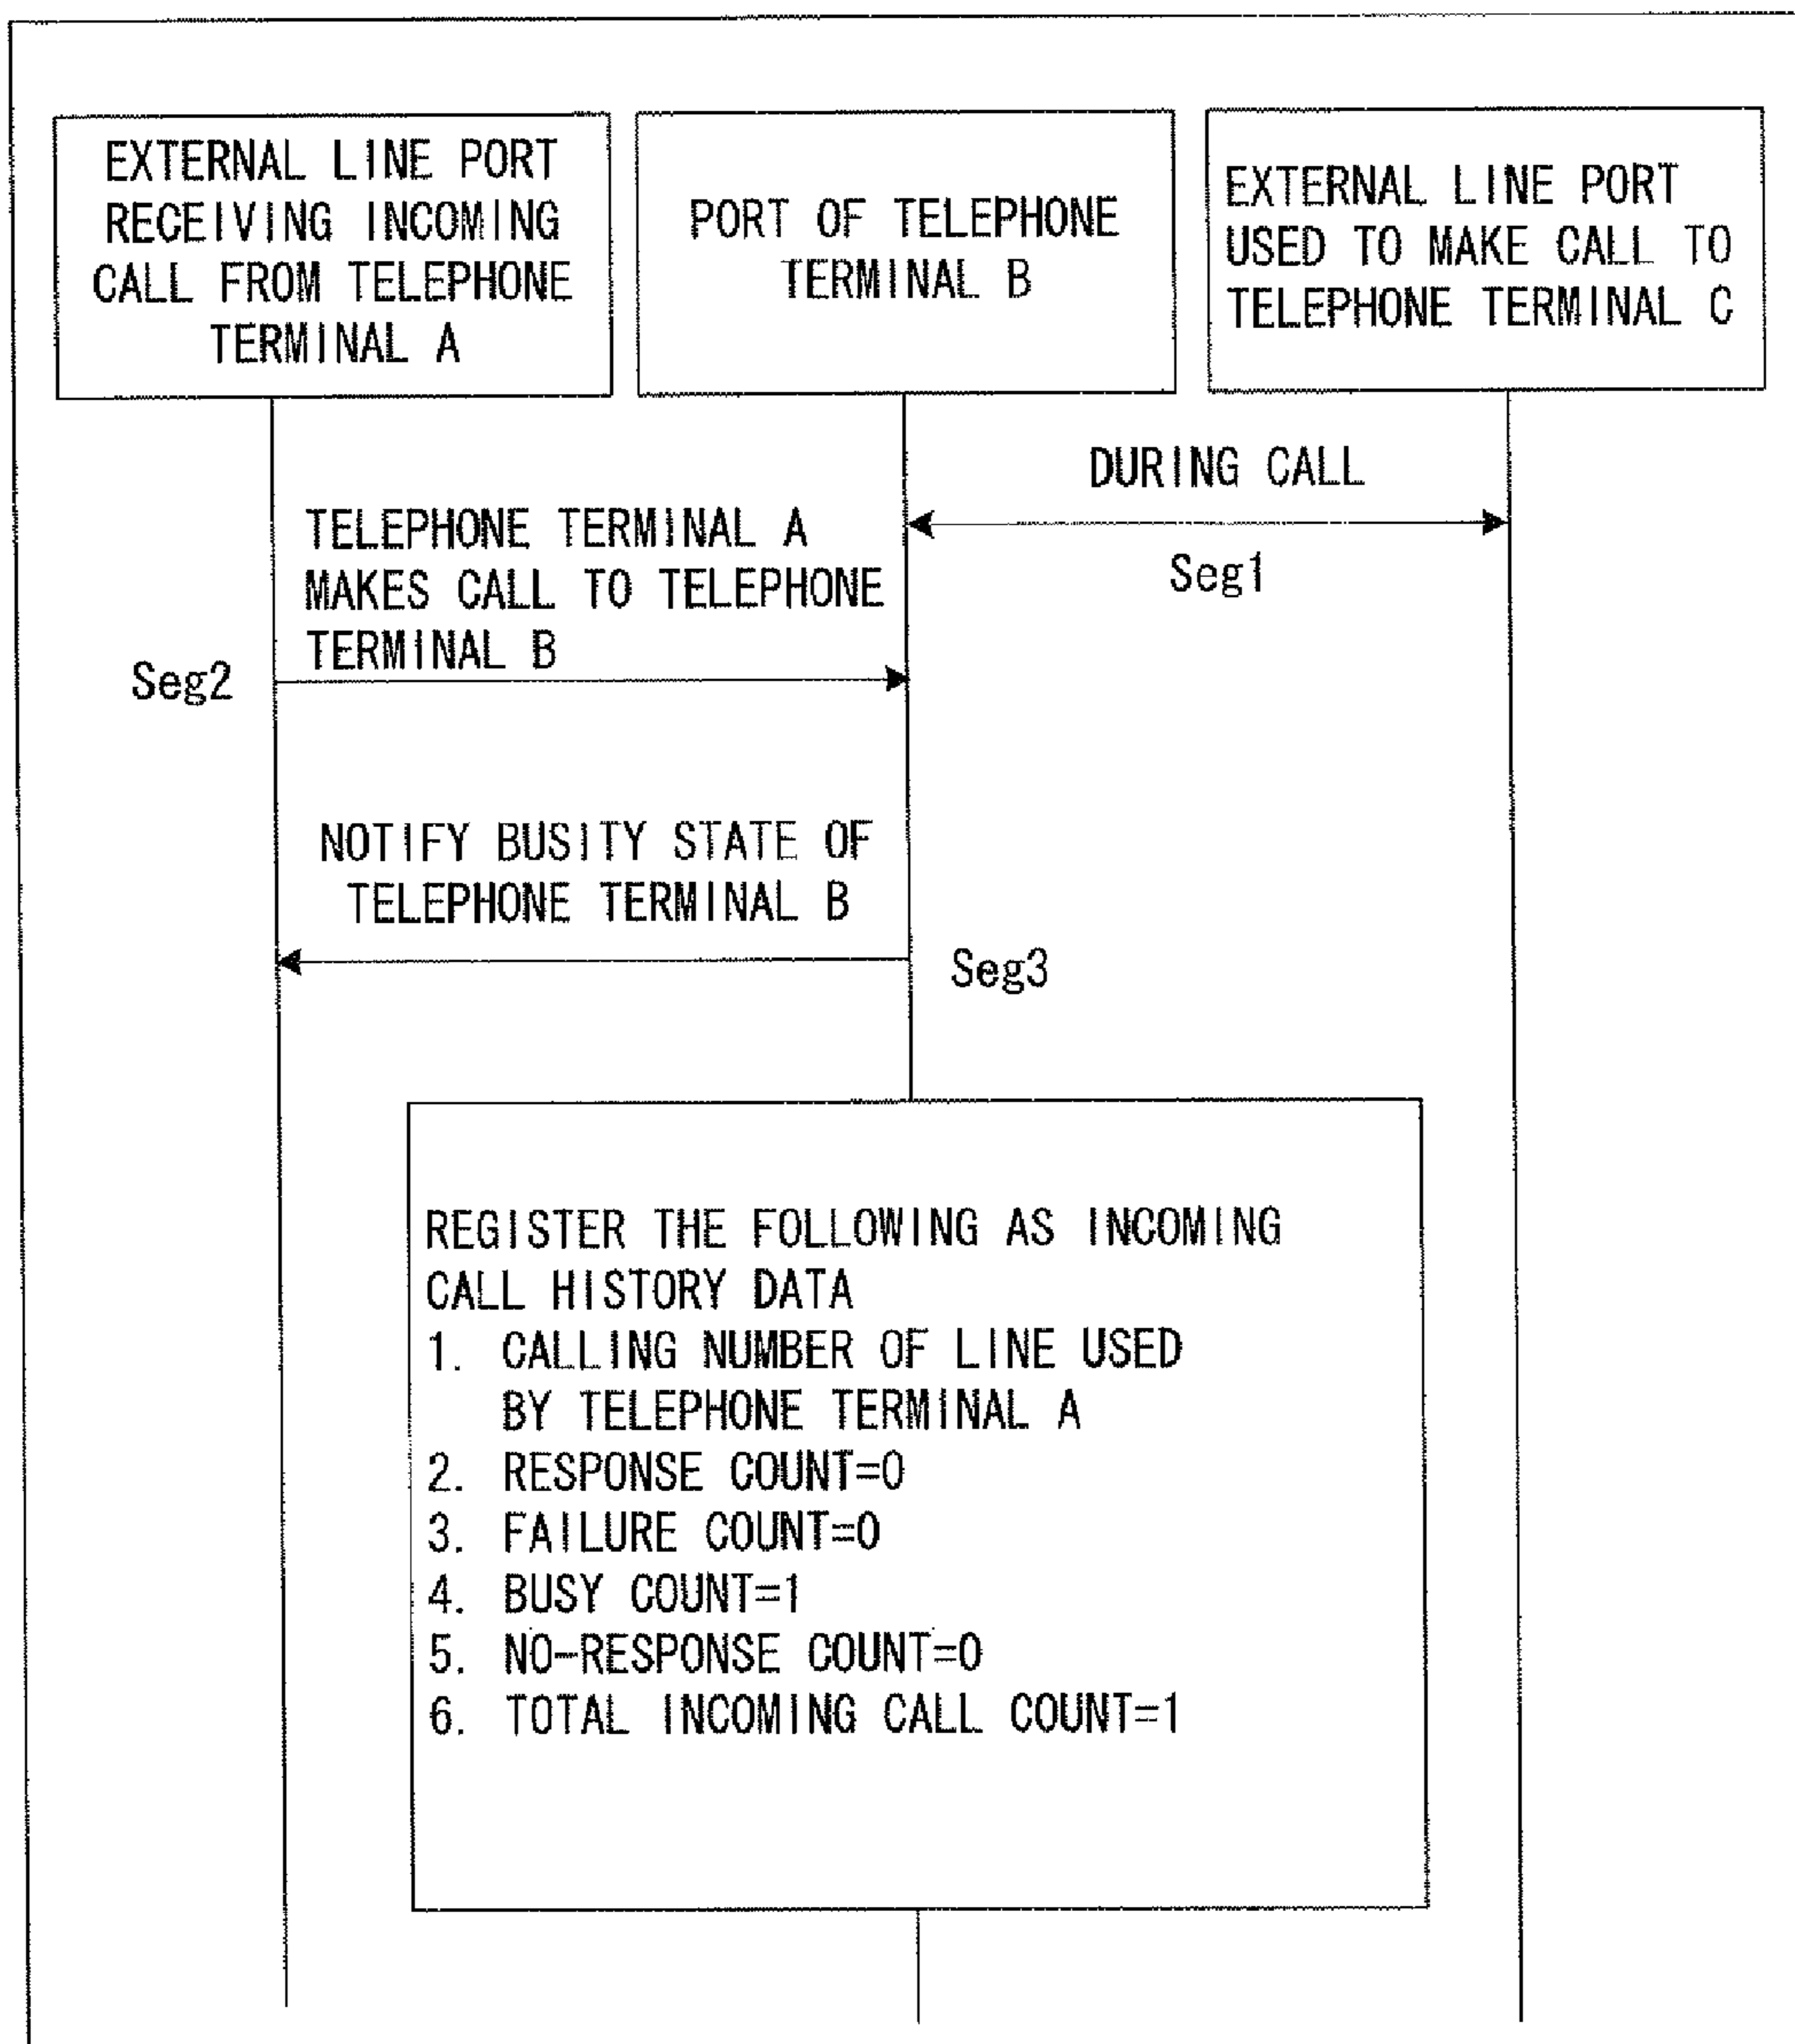 EXTERNAL LINE PORT
RECEIVING INCOMING
CALL FROM TELEPHONE
TERMINAL A
PORT OF TELEPHONE
TERMINAL B
EXTERNAL LINE PORT
USED TO MAKE CALL TO
TELEPHONE TERMINAL C
DURING CALL
Seg1
TELEPHONE TERMINAL A
MAKES CALL TO TELEPHONE
TERMINAL B
Seg2
NOTIFY BUSITY STATE OF
TELEPHONE TERMINAL B
Seg3
REGISTER THE FOLLOWING AS INCOMING
CALL HISTORY DATA
1. CALLING NUMBER OF LINE USED
BY TELEPHONE TERMINAL A
2. RESPONSE COUNT=0
3. FAILURE COUNT=0
4. BUSY COUNT=1
5. NO-RESPONSE COUNT=0
6. TOTAL INCOMING CALL COUNT=1